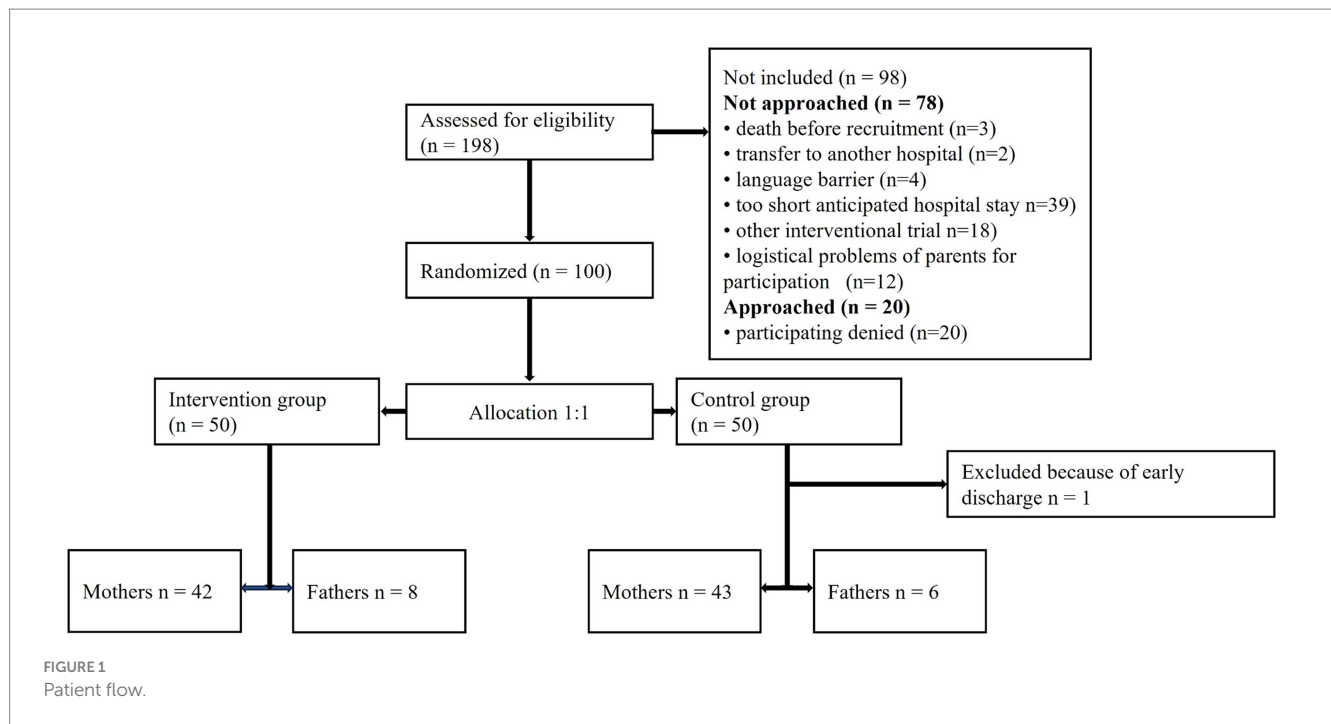 Assessed for eligibility
(n = 198)
Not included (n = 98)
Not approached (n = 78)
• death before recruitment (n=3)
• transfer to another hospital (n=2)
• language barrier (n=4)
• too short anticipated hospital stay n=39)
• other interventional trial n=18)
• logistical problems of parents for
participation (n=12)
Approached (n = 20)
• participating denied (n=20)
Randomized (n = 100)
Intervention group
(n = 50)
Allocation 1:1
Control group
(n = 50)
Excluded because of early
discharge n = 1
Mothers n = 42
Fathers n = 8
Mothers n = 43
Fathers n = 6
FIGURE 1
Patient flow.